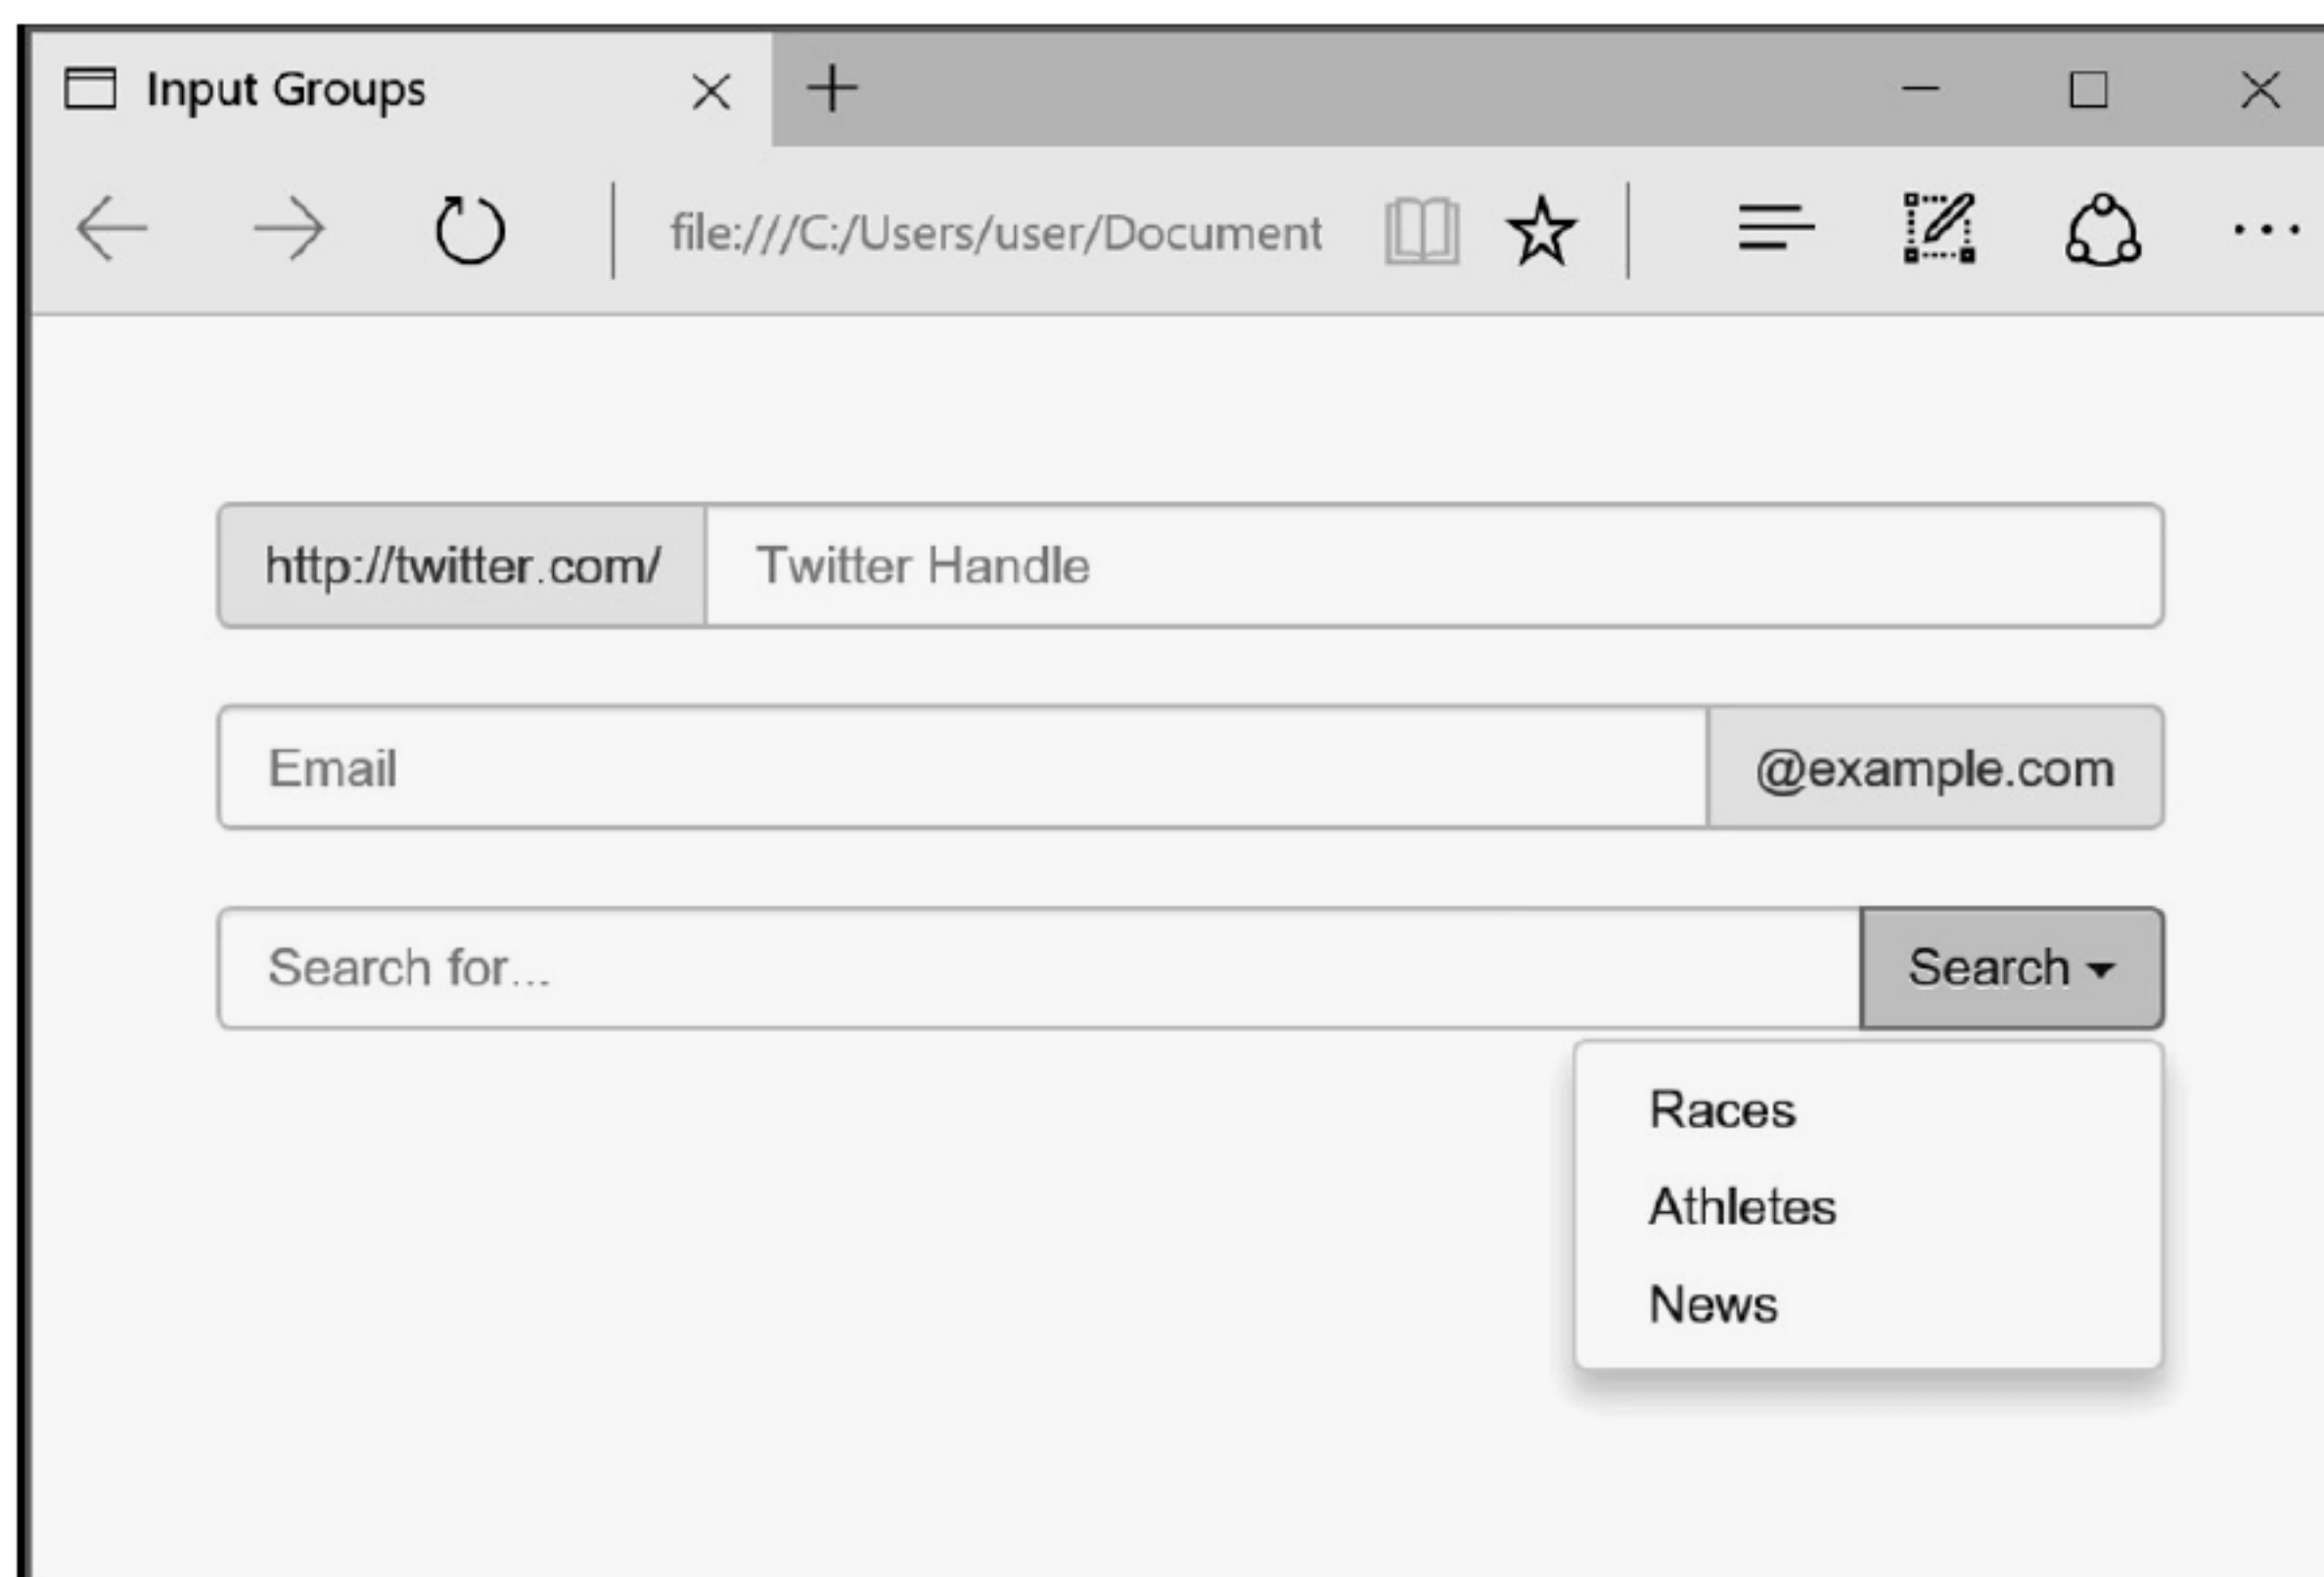 Input Groups
file:///C:/Users/user/Document
http://twitter.com/ Twitter Handle
Email @example.com
Search for... Search
Races
Athletes
News